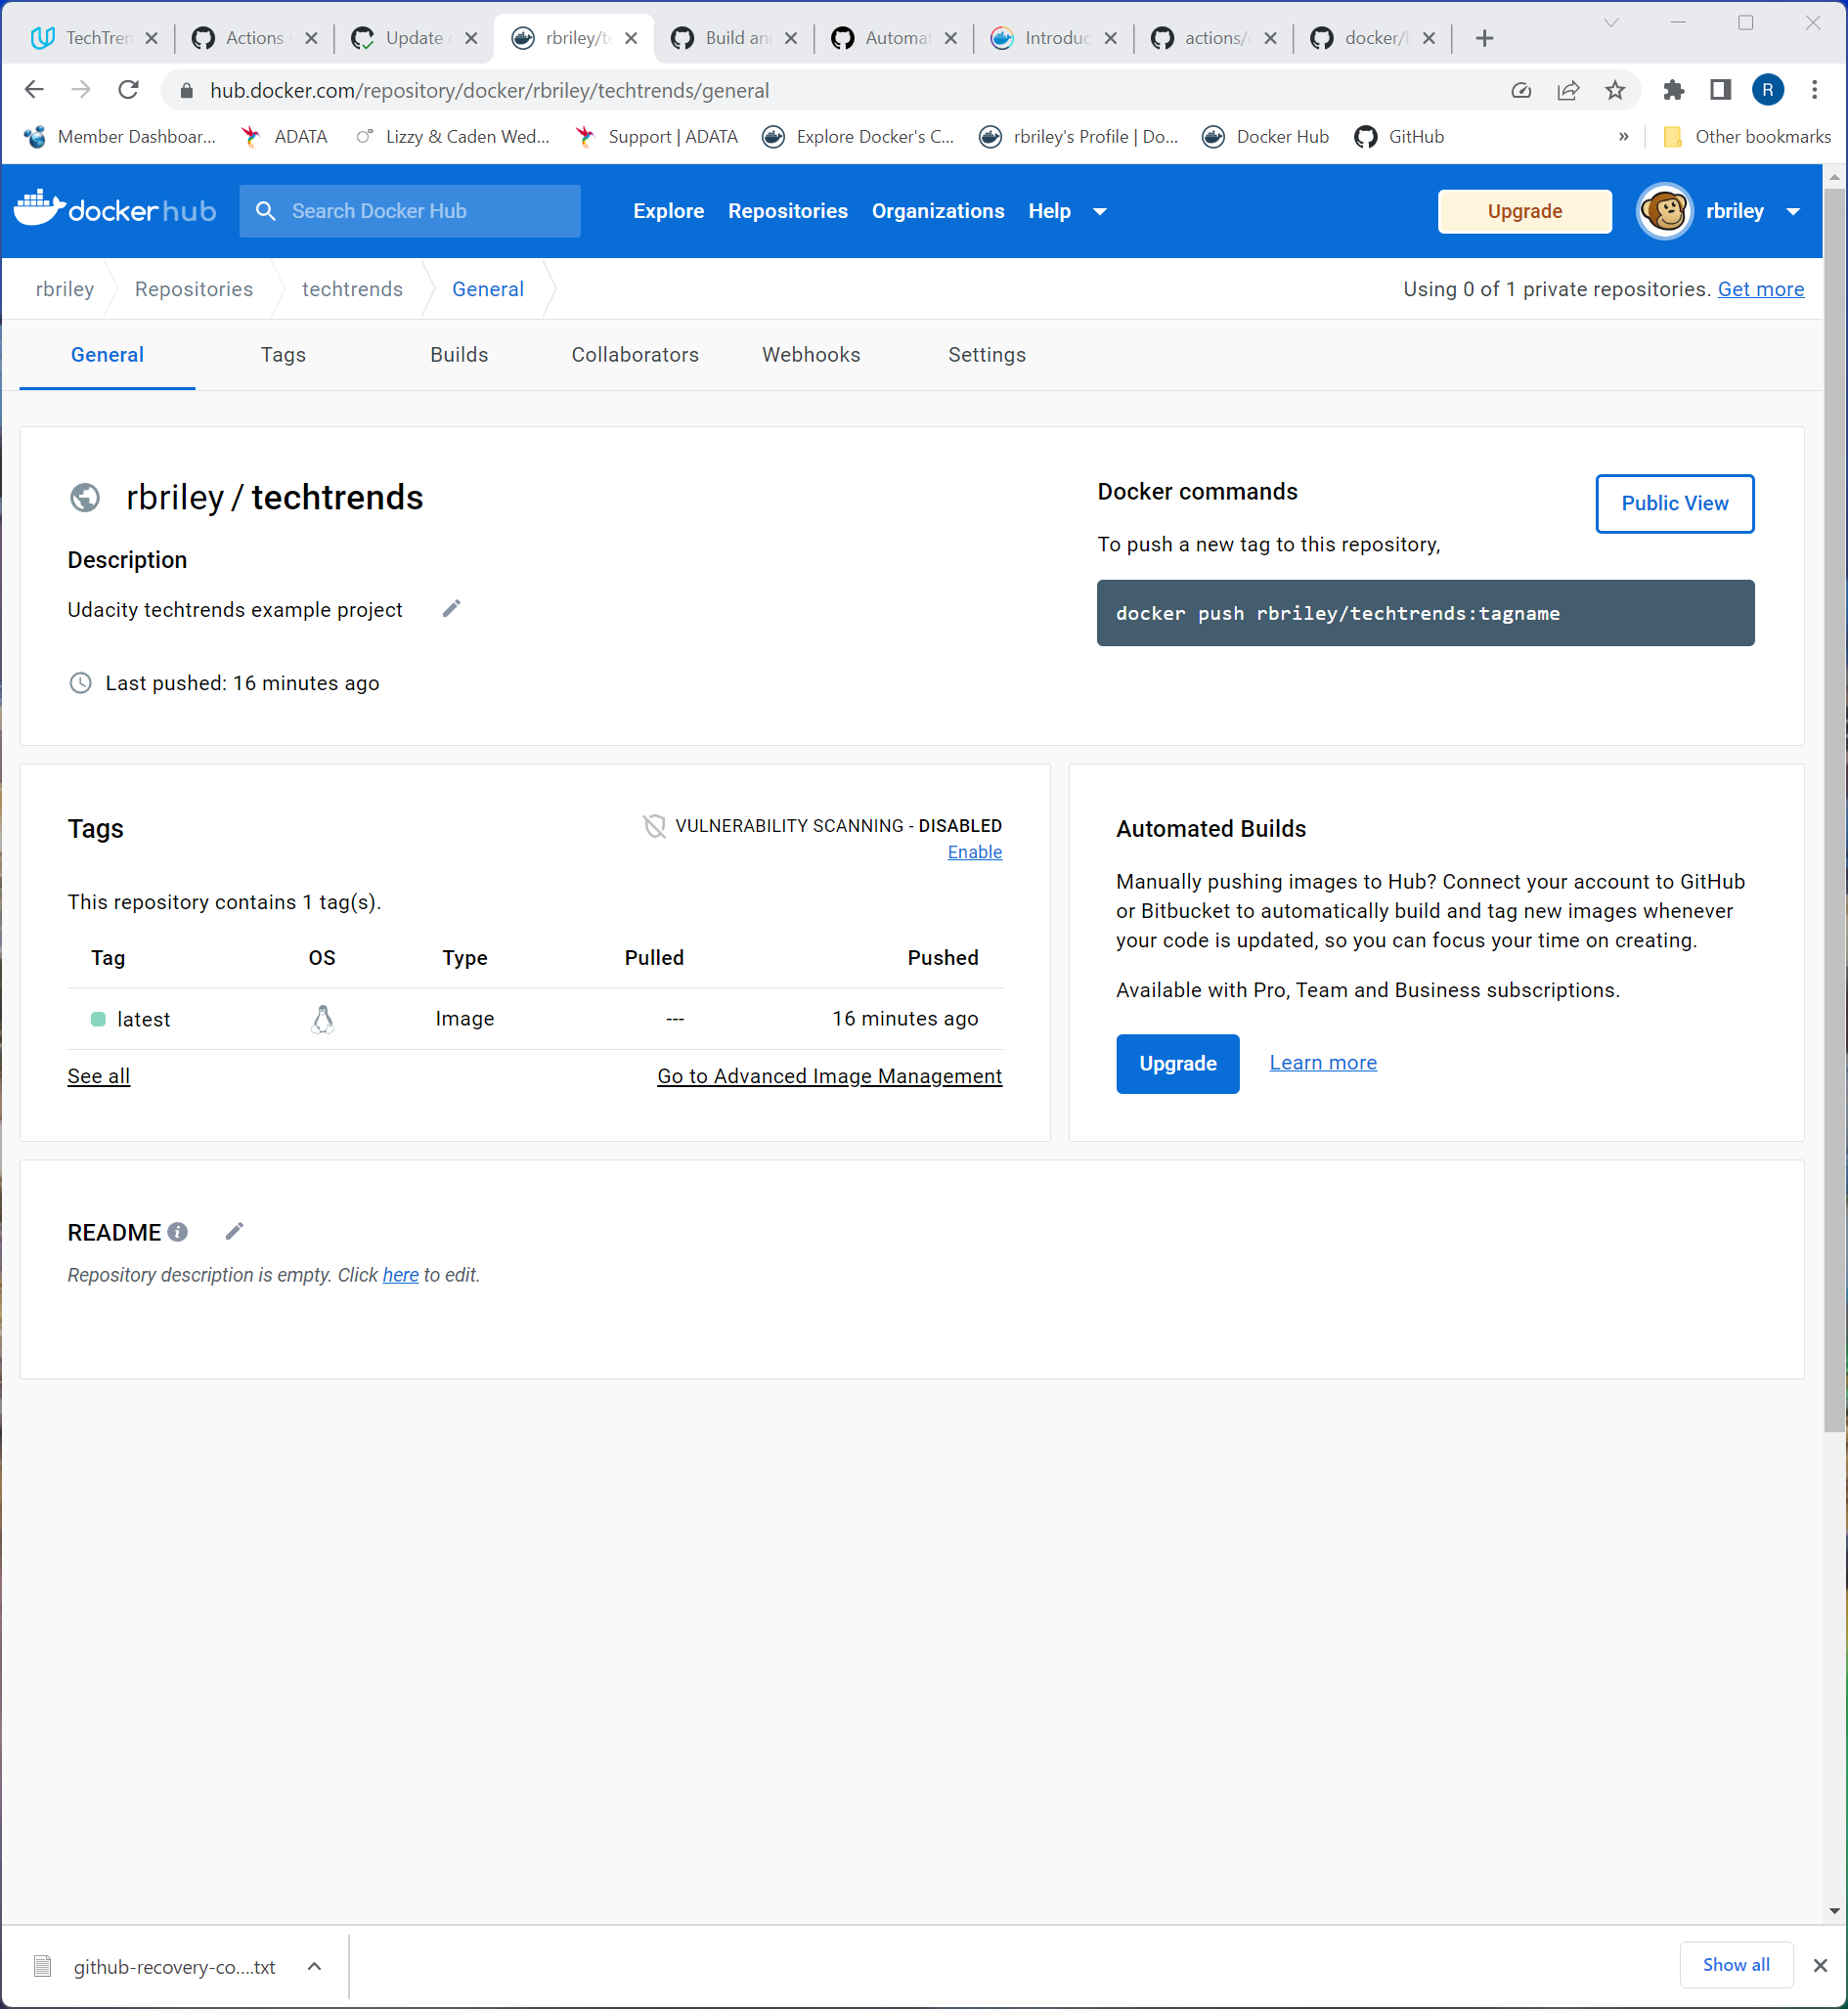 TechTren
Actions
Update
rbriley/te
Build an
Automat
Introduc
actions/
docker/
hub.docker.com/repository/docker/rbriley/techtrends/general
R
Member Dashboar...
ADATA
Lizzy & Caden Wed...
Support | ADATA
Explore Docker's C...
rbriley's Profile | Do...
Docker Hub
GitHub
»
Other bookmarks
docker hub
Search Docker Hub
Explore
Repositories
Organizations
Help
Upgrade
rbriley
rbriley
Repositories
techtrends
General
Using 0 of 1 private repositories. Get more
General
Tags
Builds
Collaborators
Webhooks
Settings
rbriley / techtrends
Description
Udacity techtrends example project
Last pushed: 16 minutes ago
Docker commands
Public View
To push a new tag to this repository,
docker push rbriley/techtrends:tagname
Tags
VULNERABILITY SCANNING - DISABLED
Enable
This repository contains 1 tag(s).
Tag OS Type Pulled Pushed
latest Image --- 16 minutes ago
See all
Go to Advanced Image Management
Automated Builds
Manually pushing images to Hub? Connect your account to GitHub
or Bitbucket to automatically build and tag new images whenever
your code is updated, so you can focus your time on creating.
Available with Pro, Team and Business subscriptions.
Upgrade
Learn more
README
Repository description is empty. Click here to edit.
github-recovery-co....txt
Show all